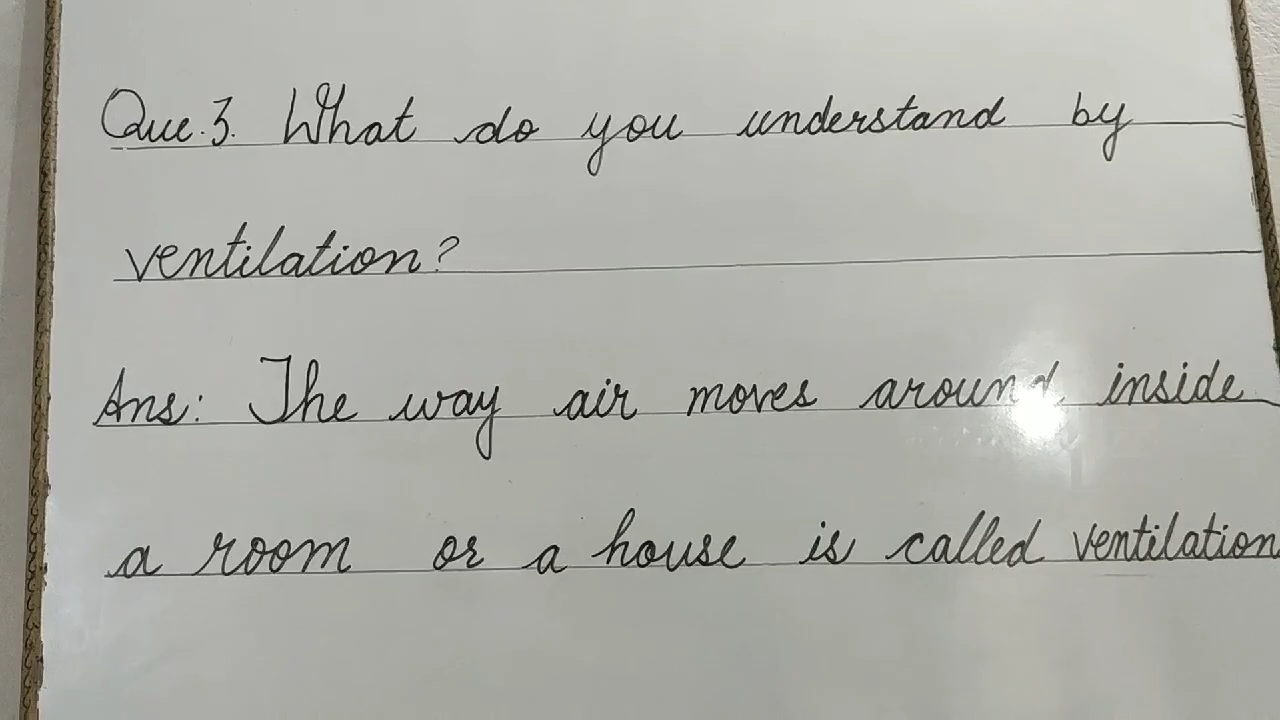 Que.3. What do you understand by
ventilation?
Ans: The way air moves around inside
a room or a house is called ventilation